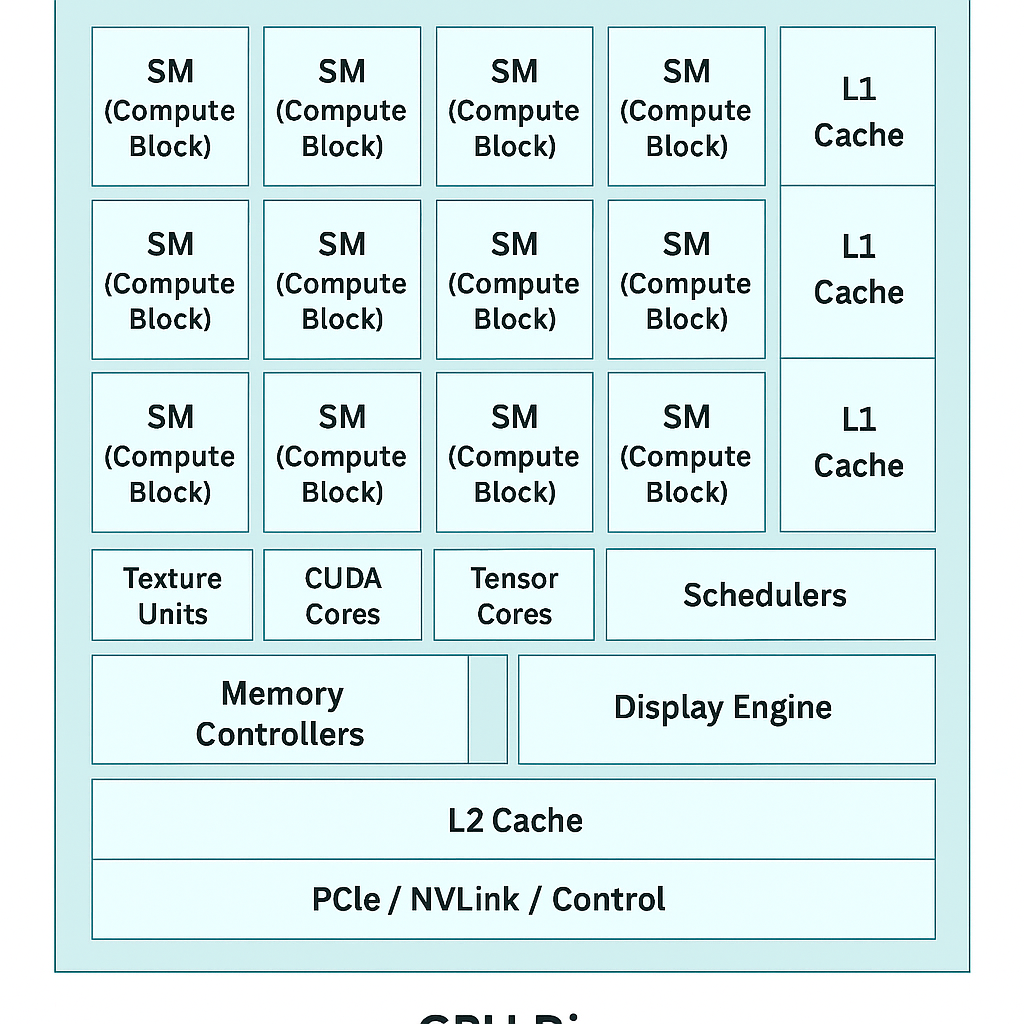 SM
(Compute
Block)
SM
(Compute
Block)
SM
(Compute
Block)
SM
(Compute
Block)
L1
Cache
SM
(Compute
Block)
SM
(Compute
Block)
SM
(Compute
Block)
SM
(Compute
Block)
L1
Cache
SM
(Compute
Block)
SM
(Compute
Block)
SM
(Compute
Block)
SM
(Compute
Block)
L1
Cache
Texture
Units
CUDA
Cores
Tensor
Cores
Schedulers
Memory
Controllers
Display Engine
L2 Cache
PCle / NVLink / Control